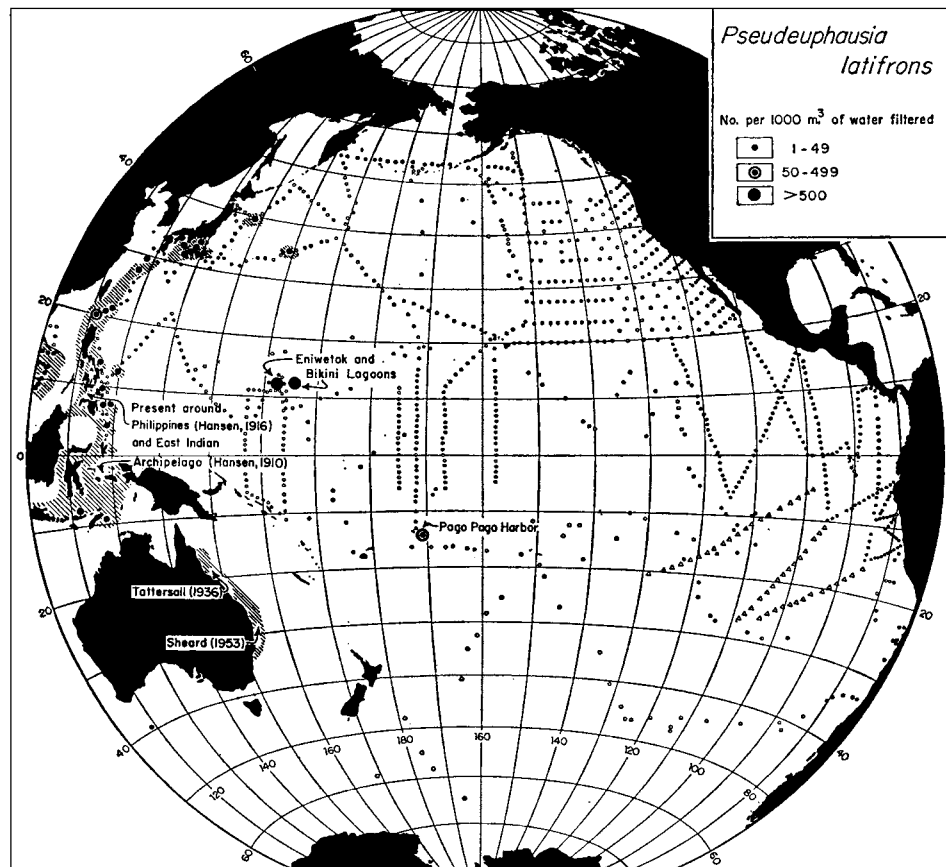 Pseudeuphausia
latifrons
No. per 1000 m.³ of water filtered
1-49
50-499
>500
60
40
20
20
Eniwetok and
Bikini Lagoons
Present around
Philippines (Hansen, 1916)
and East Indian
Archipelago (Hansen, 1910)
0
0
Pago Pago Harbor
Tattersall (1936)
Sheard (1953)
20
20
40
40
120
140
160
180
160
140
120
100
80
60
60